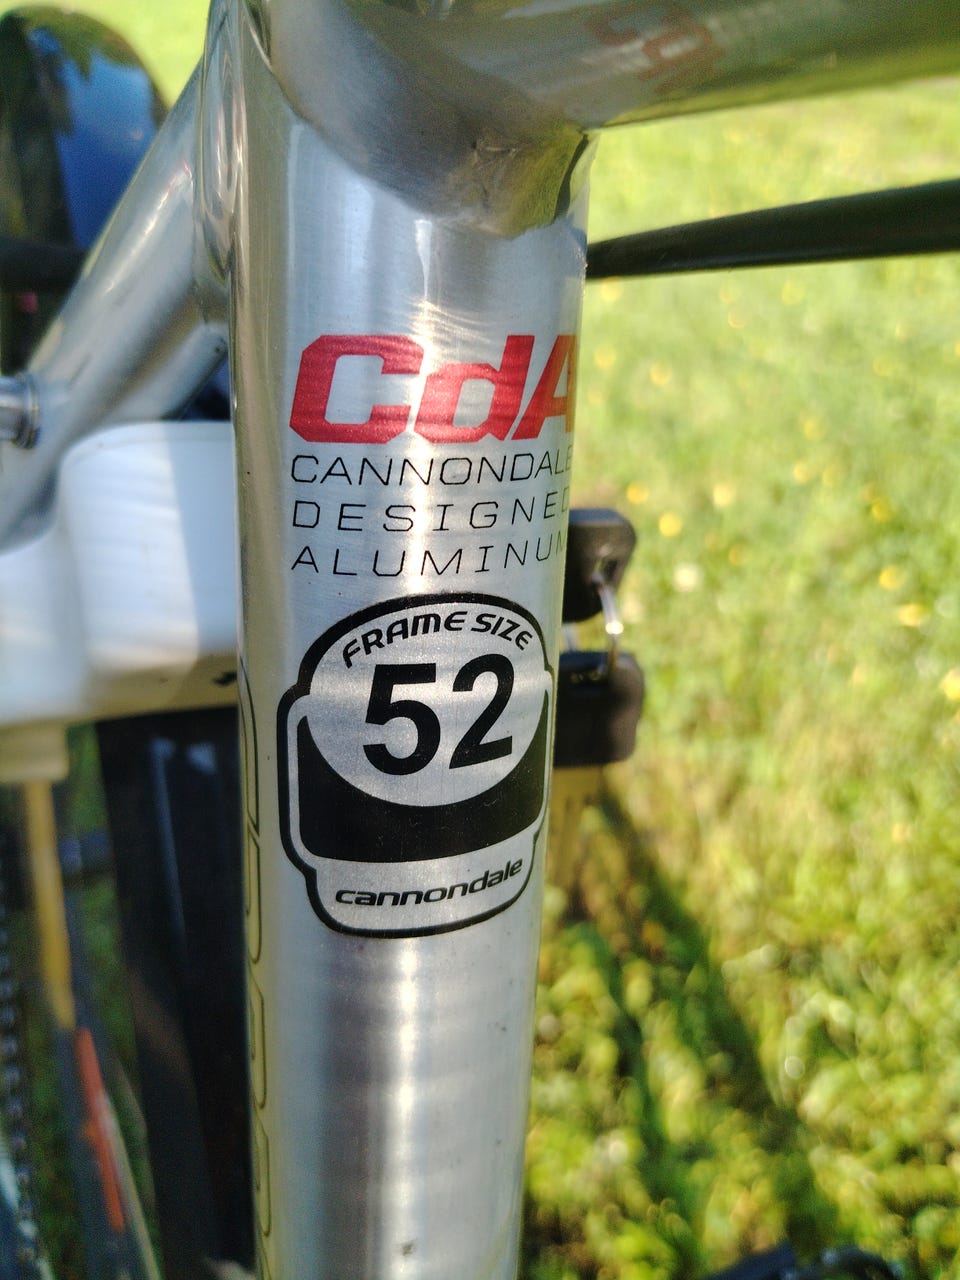 CdA
CANNONDALE
DESIGNED
ALUMINUM
FRAME SIZE
52
cannondale